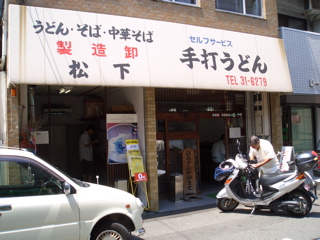 うどん・そば・中華そば
製造卸
松下
セルフサービス
手打うどん
TEL 31-6279